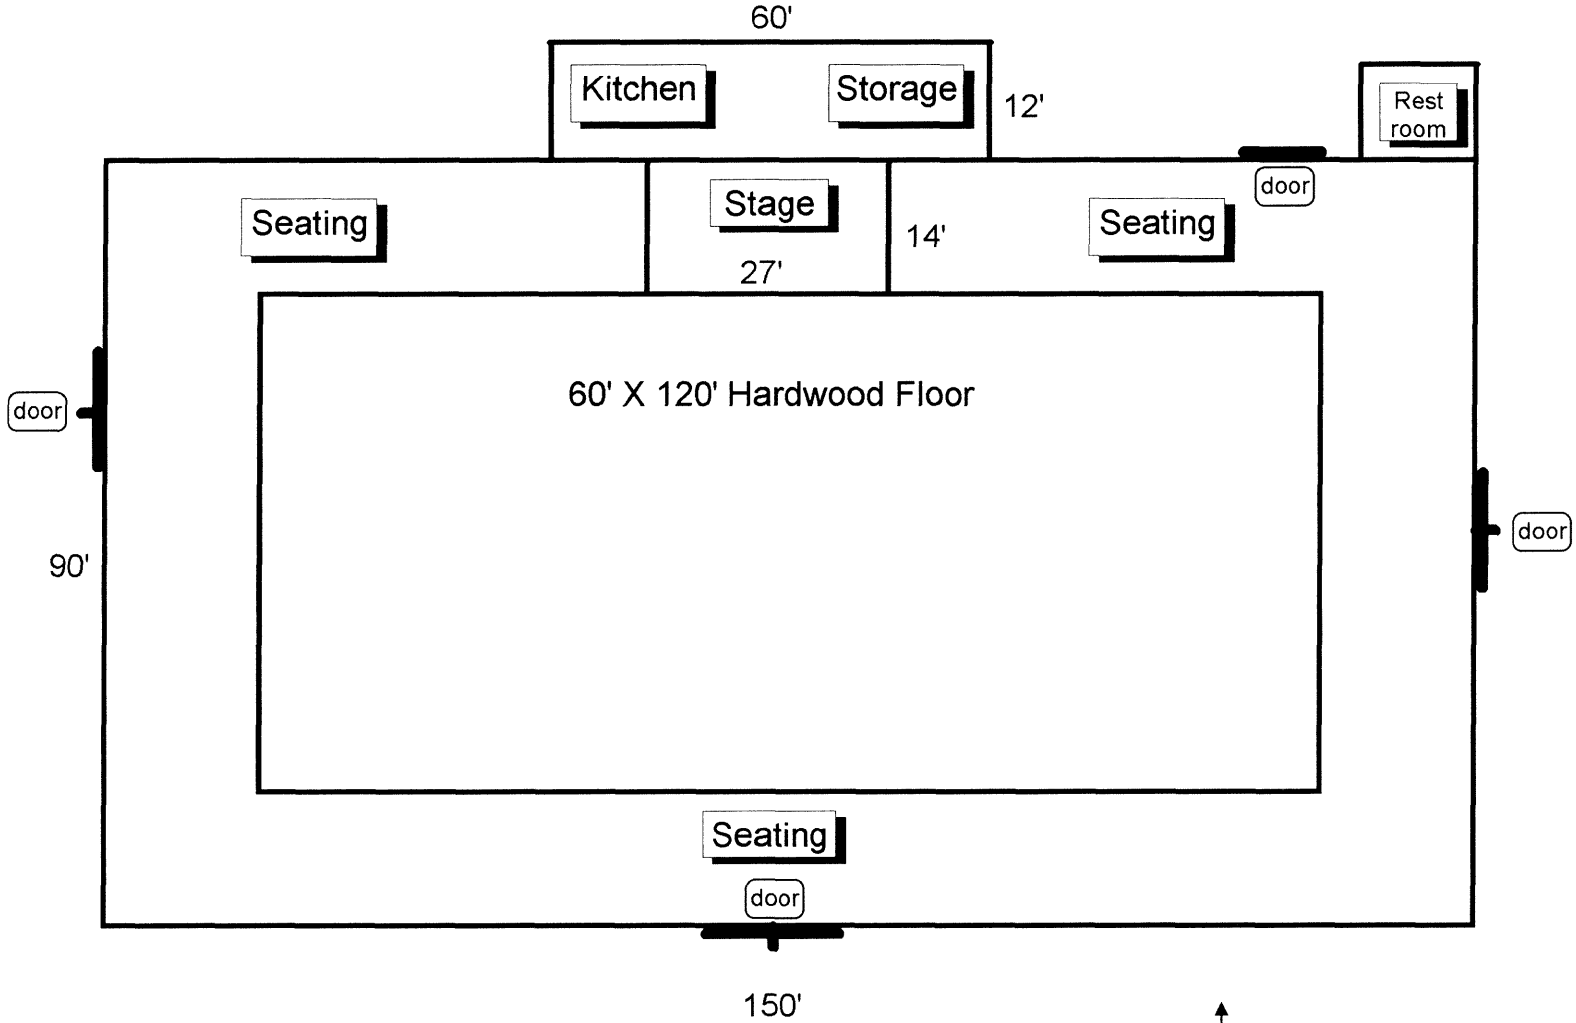 60'
Kitchen
Storage
12'
Rest
room
door
Stage
Seating
Seating
14'
27'
60' X 120' Hardwood Floor
door
door
90'
Seating
door
150'